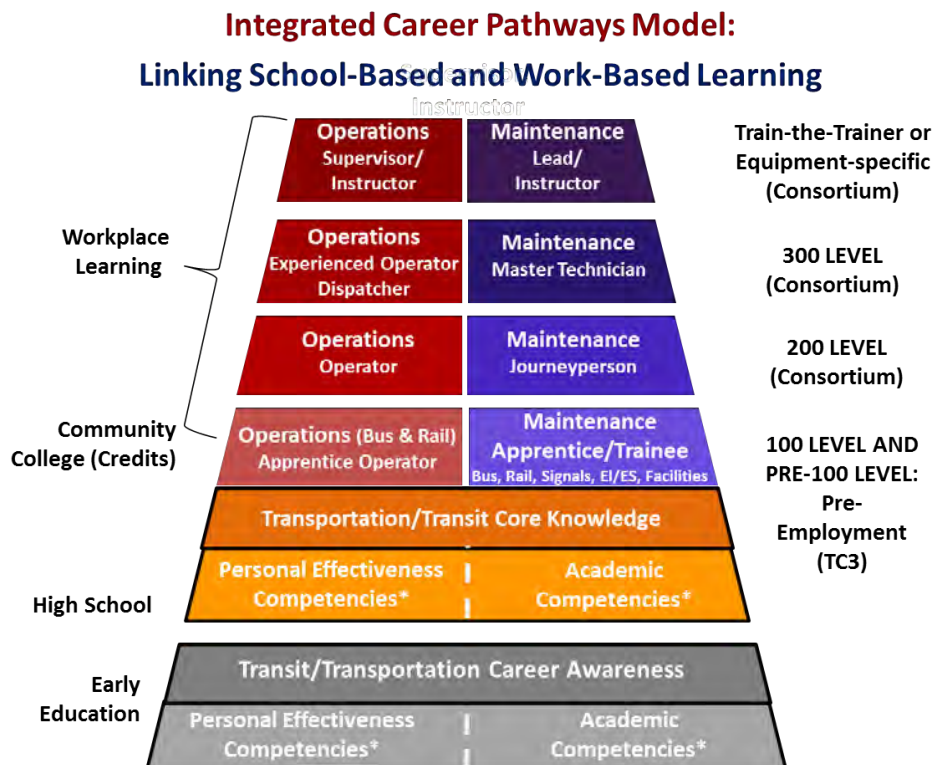 Integrated Career Pathways Model:
Linking School-Based and Work-Based Learning
Supervisor
Instructor
Operations
Supervisor/
Instructor
Maintenance
Lead/
Instructor
Train-the-Trainer or
Equipment-specific
(Consortium)
Workplace
Learning
Operations
Experienced Operator
Dispatcher
Maintenance
Master Technician
300 LEVEL
(Consortium)
Operations
Operator
Maintenance
Journeyperson
200 LEVEL
(Consortium)
Community
College (Credits)
Operations (Bus & Rail)
Apprentice Operator
Maintenance
Apprentice/Trainee
Bus, Rail, Signals, El/ES, Facilities
100 LEVEL AND
PRE-100 LEVEL:
Pre-
Employment
(TC3)
Transportation/Transit Core Knowledge
High School
Personal Effectiveness
Competencies*
Academic
Competencies*
Early
Education
Transit/Transportation Career Awareness
Personal Effectiveness
Competencies*
Academic
Competencies*